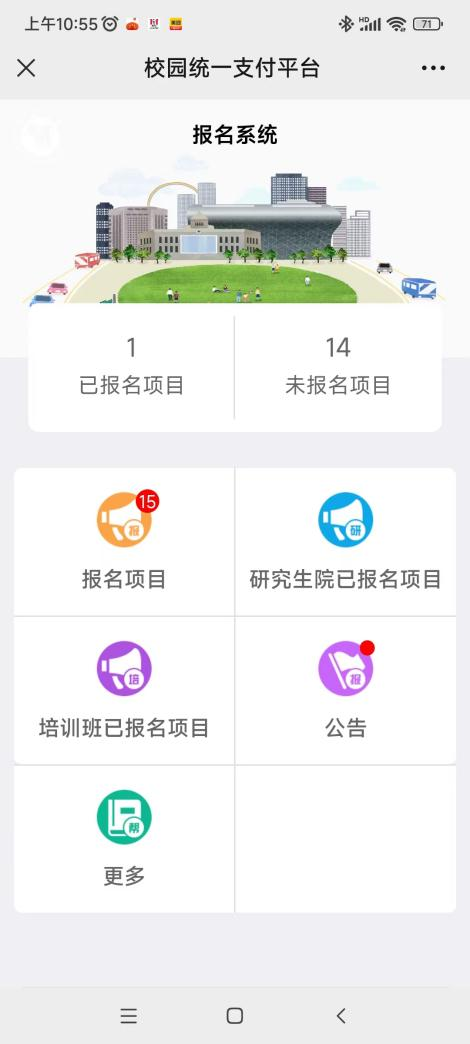 上午10:55
HD
71
校园统一支付平台
报名系统
1
14
已报名项目
未报名项目
15
报
研
报名项目
研究生院已报名项目
培
报
培训班已报名项目
公告
帮
更多